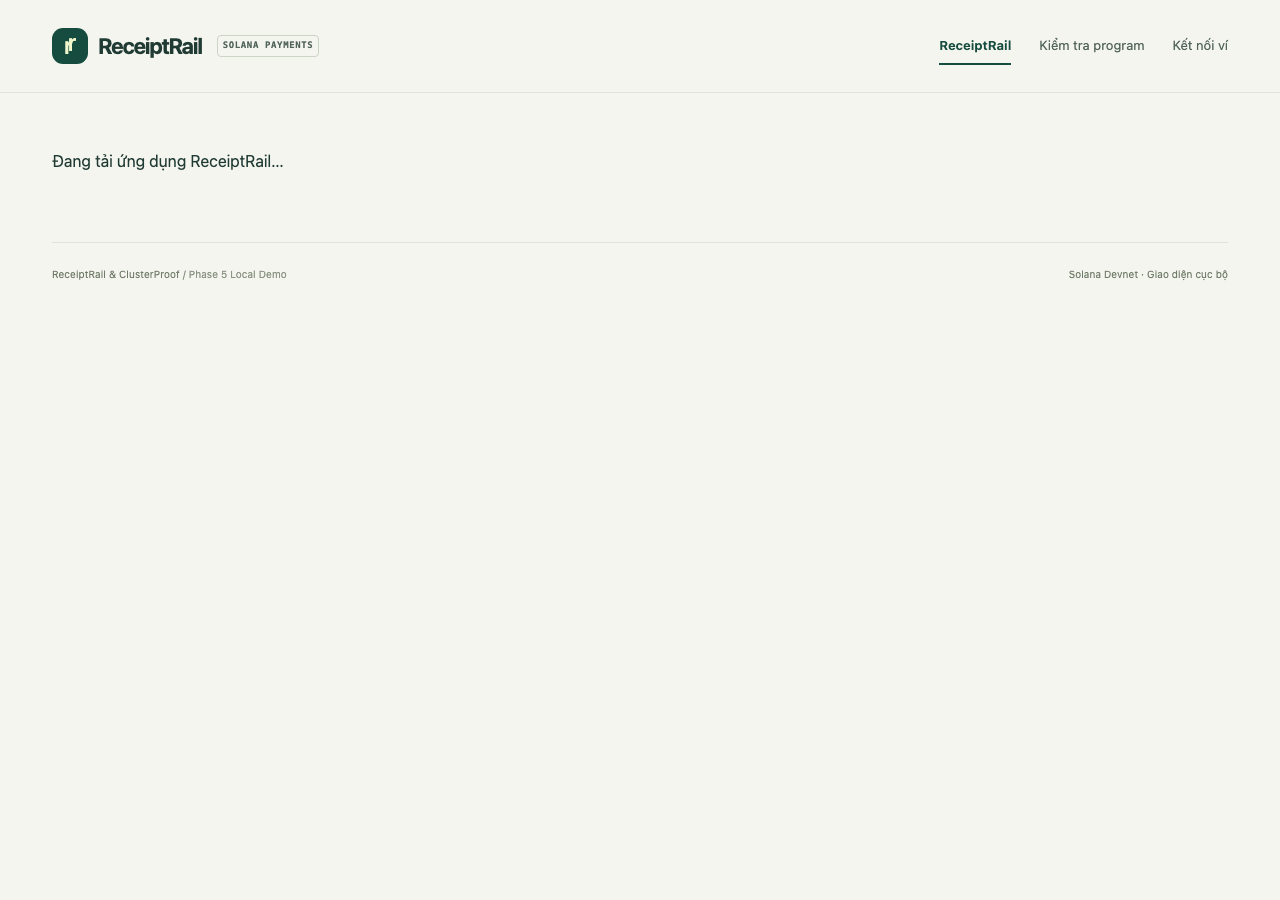 rr ReceiptRail SOLANA PAYMENTS
ReceiptRail Kiểm tra program Kết nối ví
Đang tải ứng dụng ReceiptRail...
ReceiptRail & ClusterProof / Phase 5 Local Demo
Solana Devnet · Giao diện cục bộ